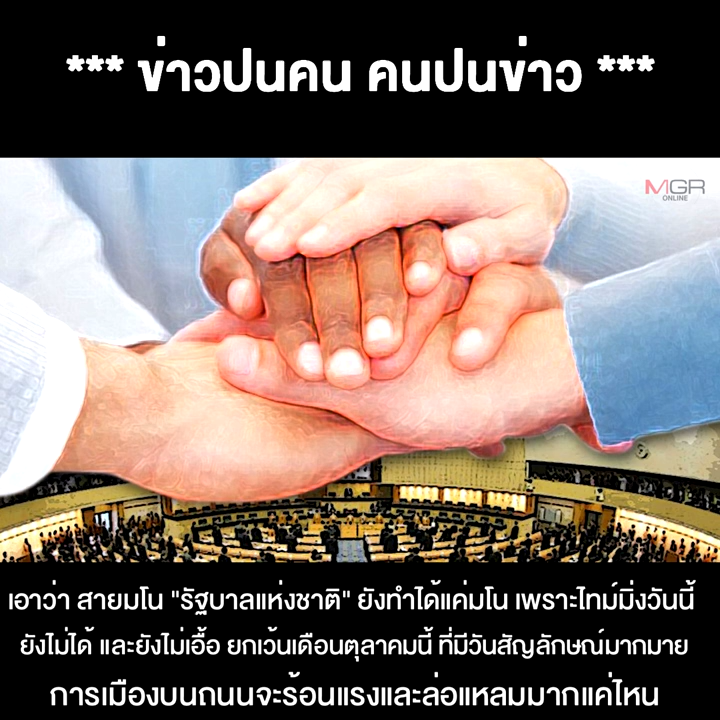 *** ข่าวปนคน คนปนข่าว ***
MGR
ONLINE
เอาว่า สายมโน "รัฐบาลแห่งชาติ" ยังทำได้แค่มโน เพราะไทม์มิ่งวันนี้
ยังไม่ได้ และยังไม่เอื้อ ยกเว้นเดือนตุลาคมนี้ ที่มีวันสัญลักษณ์มากมาย
การเมืองบนถนนจะร้อนแรงและล่อแหลมมากแค่ไหน